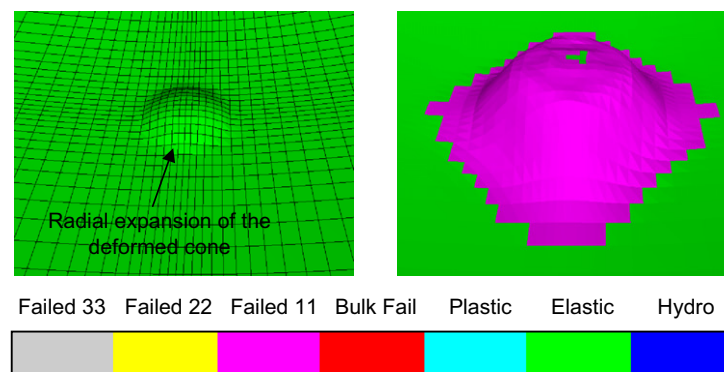 Radial expansion of the
deformed cone
Failed 33 Failed 22 Failed 11 Bulk Fail Plastic Elastic Hydro